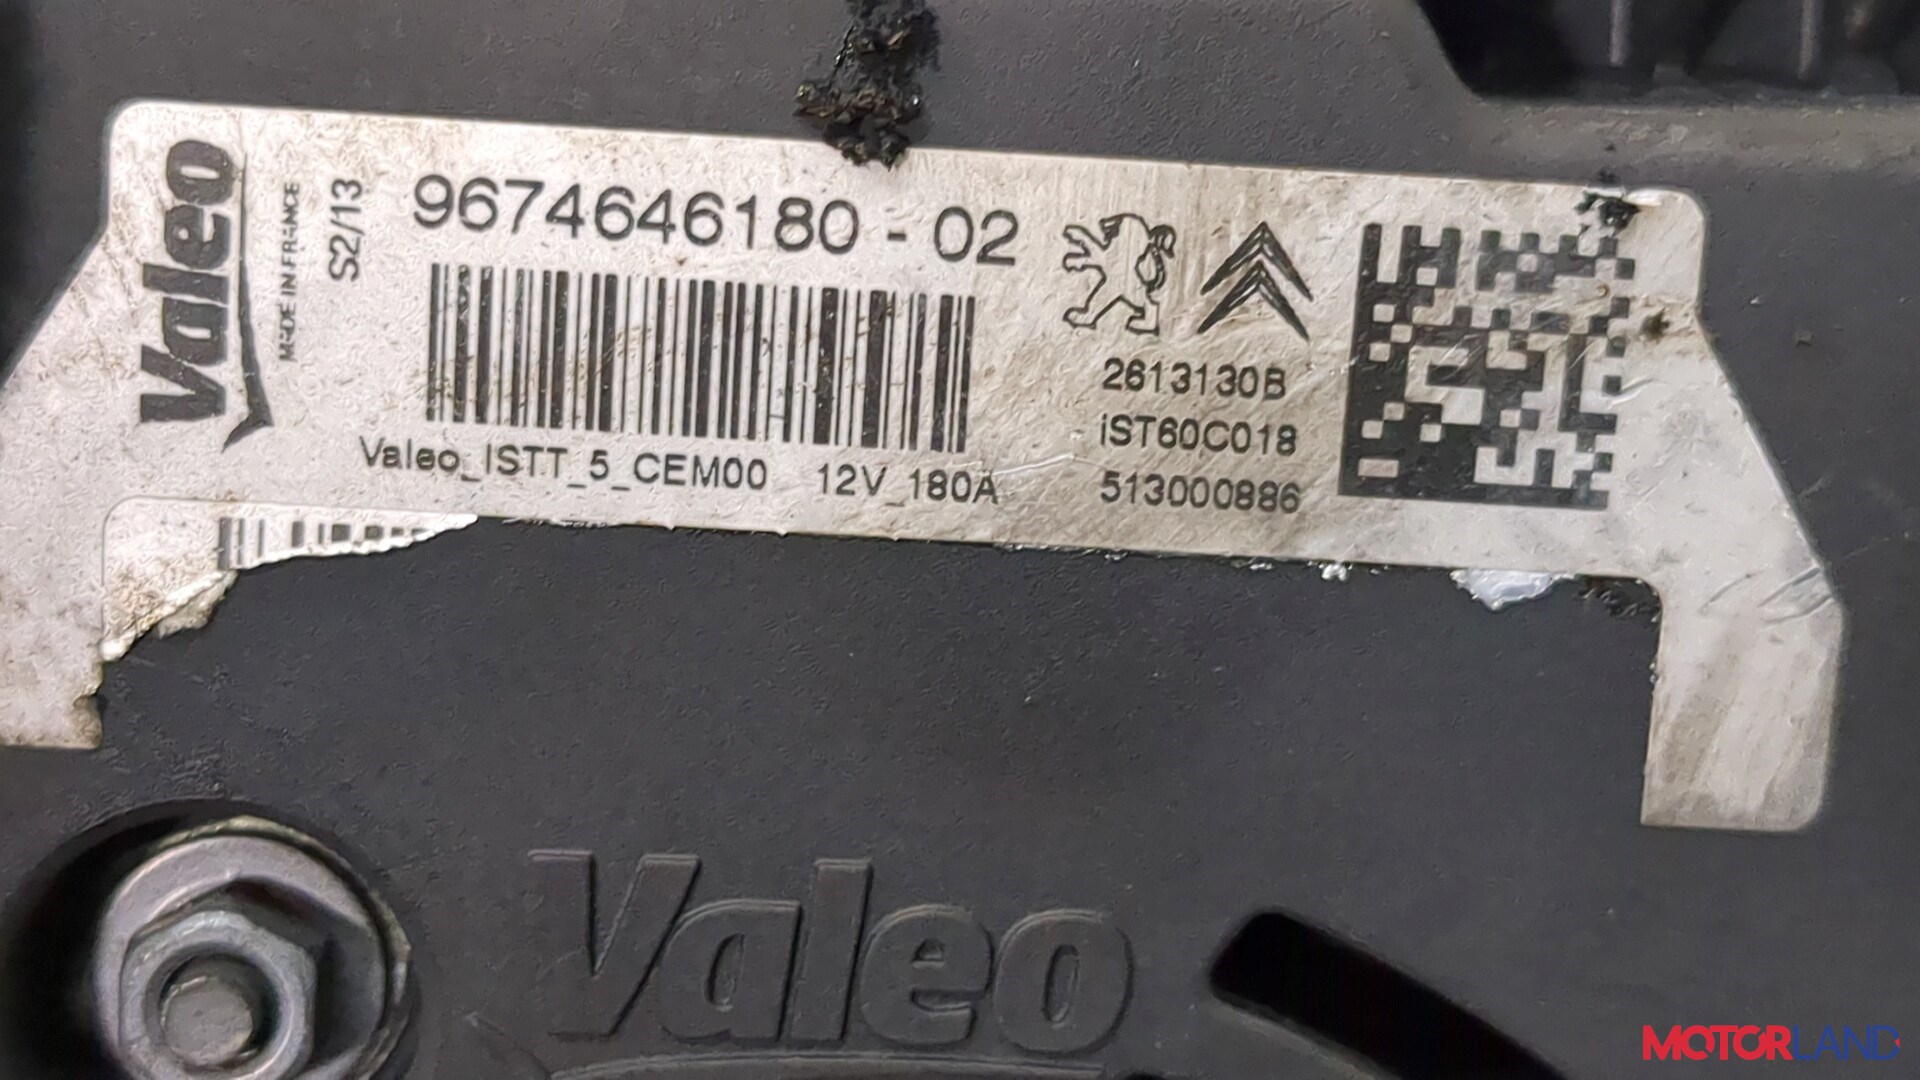 Valeo
MADE IN FRANCE
S2/13
9674646180 - 02
Valeo_ISTT_5_CEM00 12V_180A
2613130B
iST60C018
513000886
Valeo
MOTORLAND